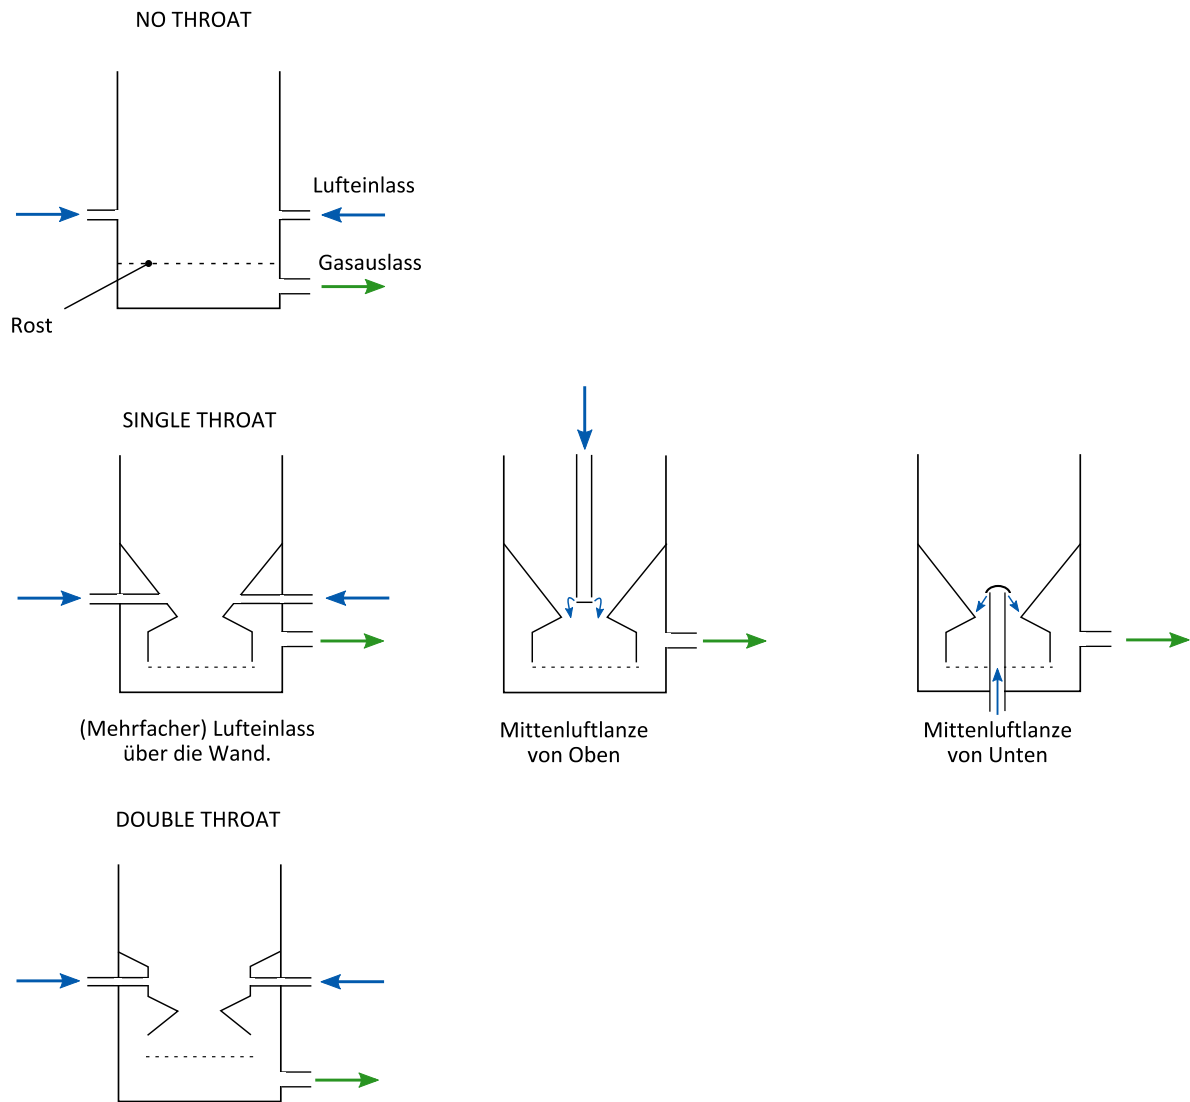 NO THROAT
Lufteinlass
Gasauslass
Rost
SINGLE THROAT
(Mehrfacher) Lufteinlass
über die Wand.
Mittenluftlanze
von Oben
Mittenluftlanze
von Unten
DOUBLE THROAT